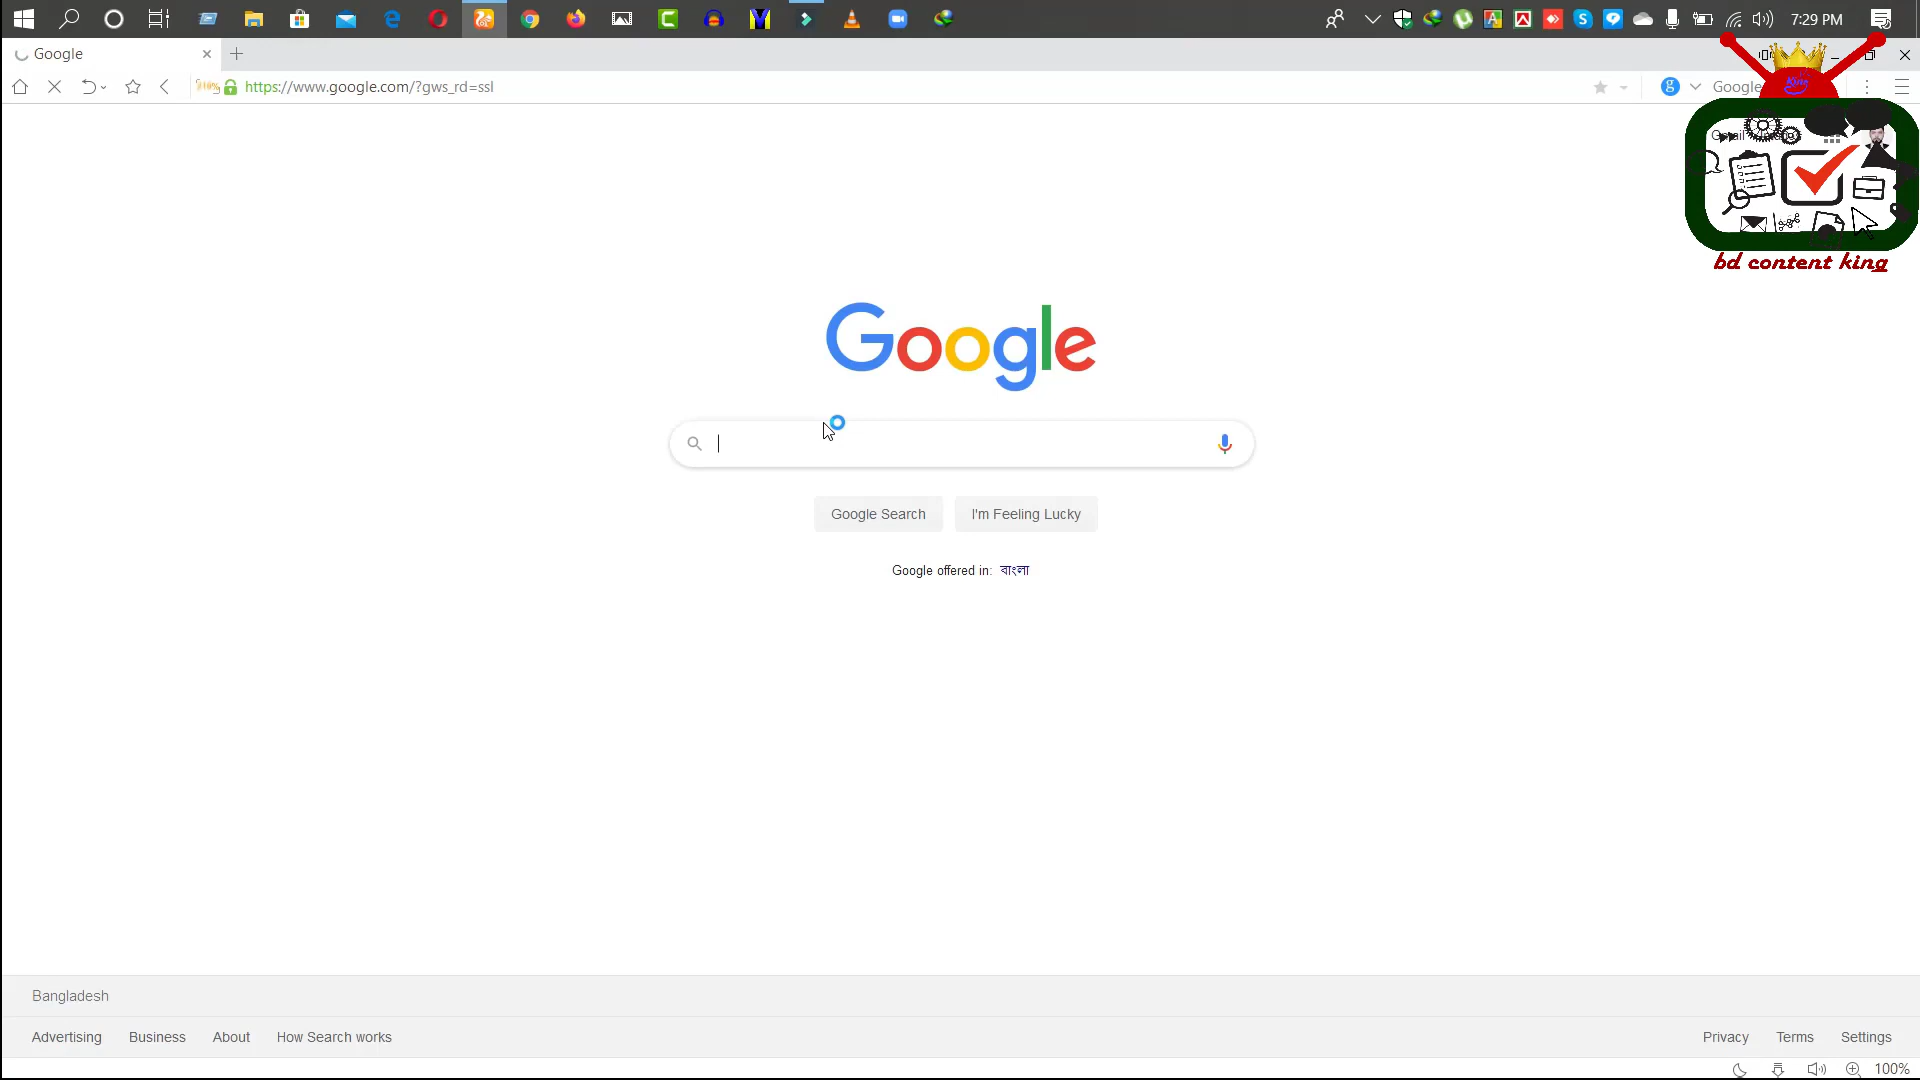 7:29 PM
Google
https://www.google.com/?gws_rd=ssl
Google
King
bd content king
Google
Google Search
I'm Feeling Lucky
Google offered in: বাংলা
Bangladesh
Advertising
Business
About
How Search works
Privacy
Terms
Settings
100%